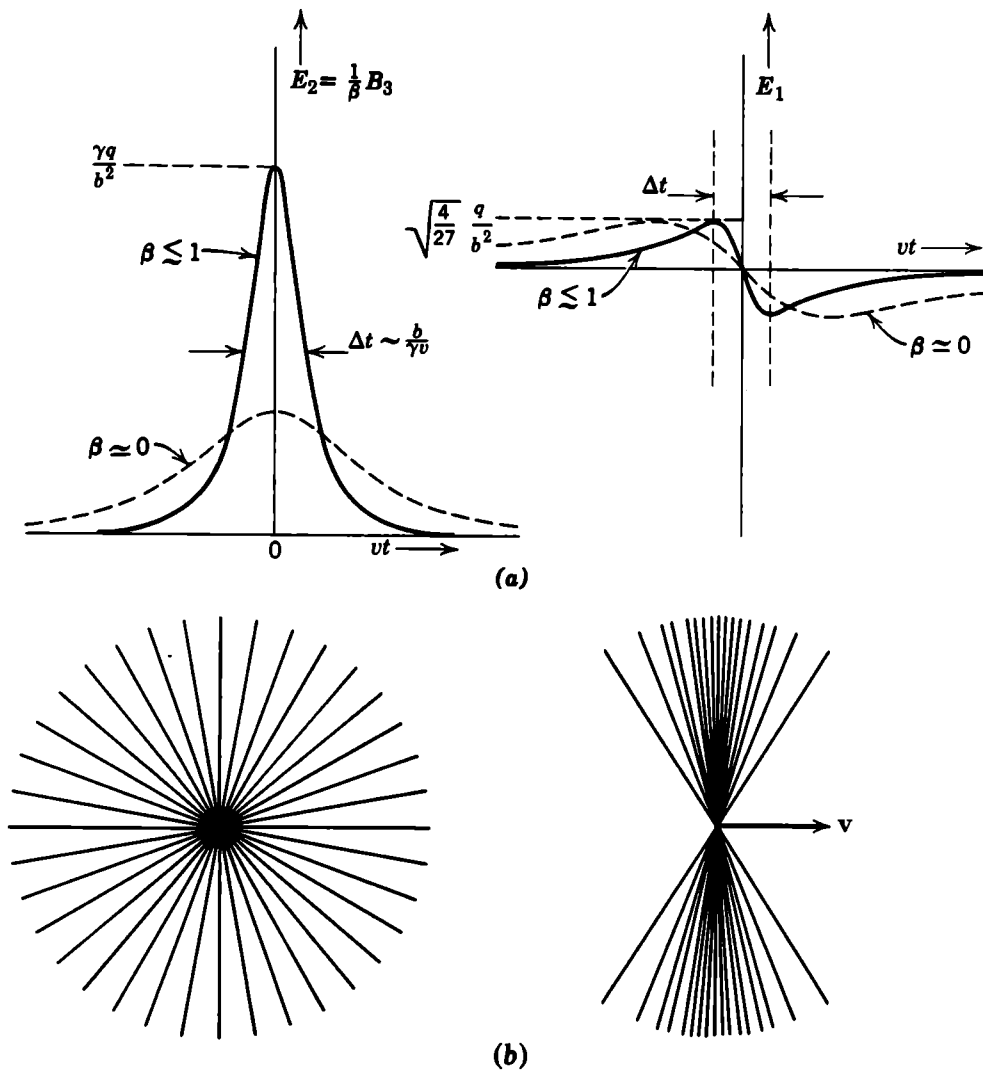 E₂ = 1/β B₃
γq/b²
β ≲ 1
Δt ~ b/γv
β ≃ 0
0
vt
E₁
Δt
√(4/27) q/b²
vt
β ≲ 1
β ≃ 0
(a)
v
(b)